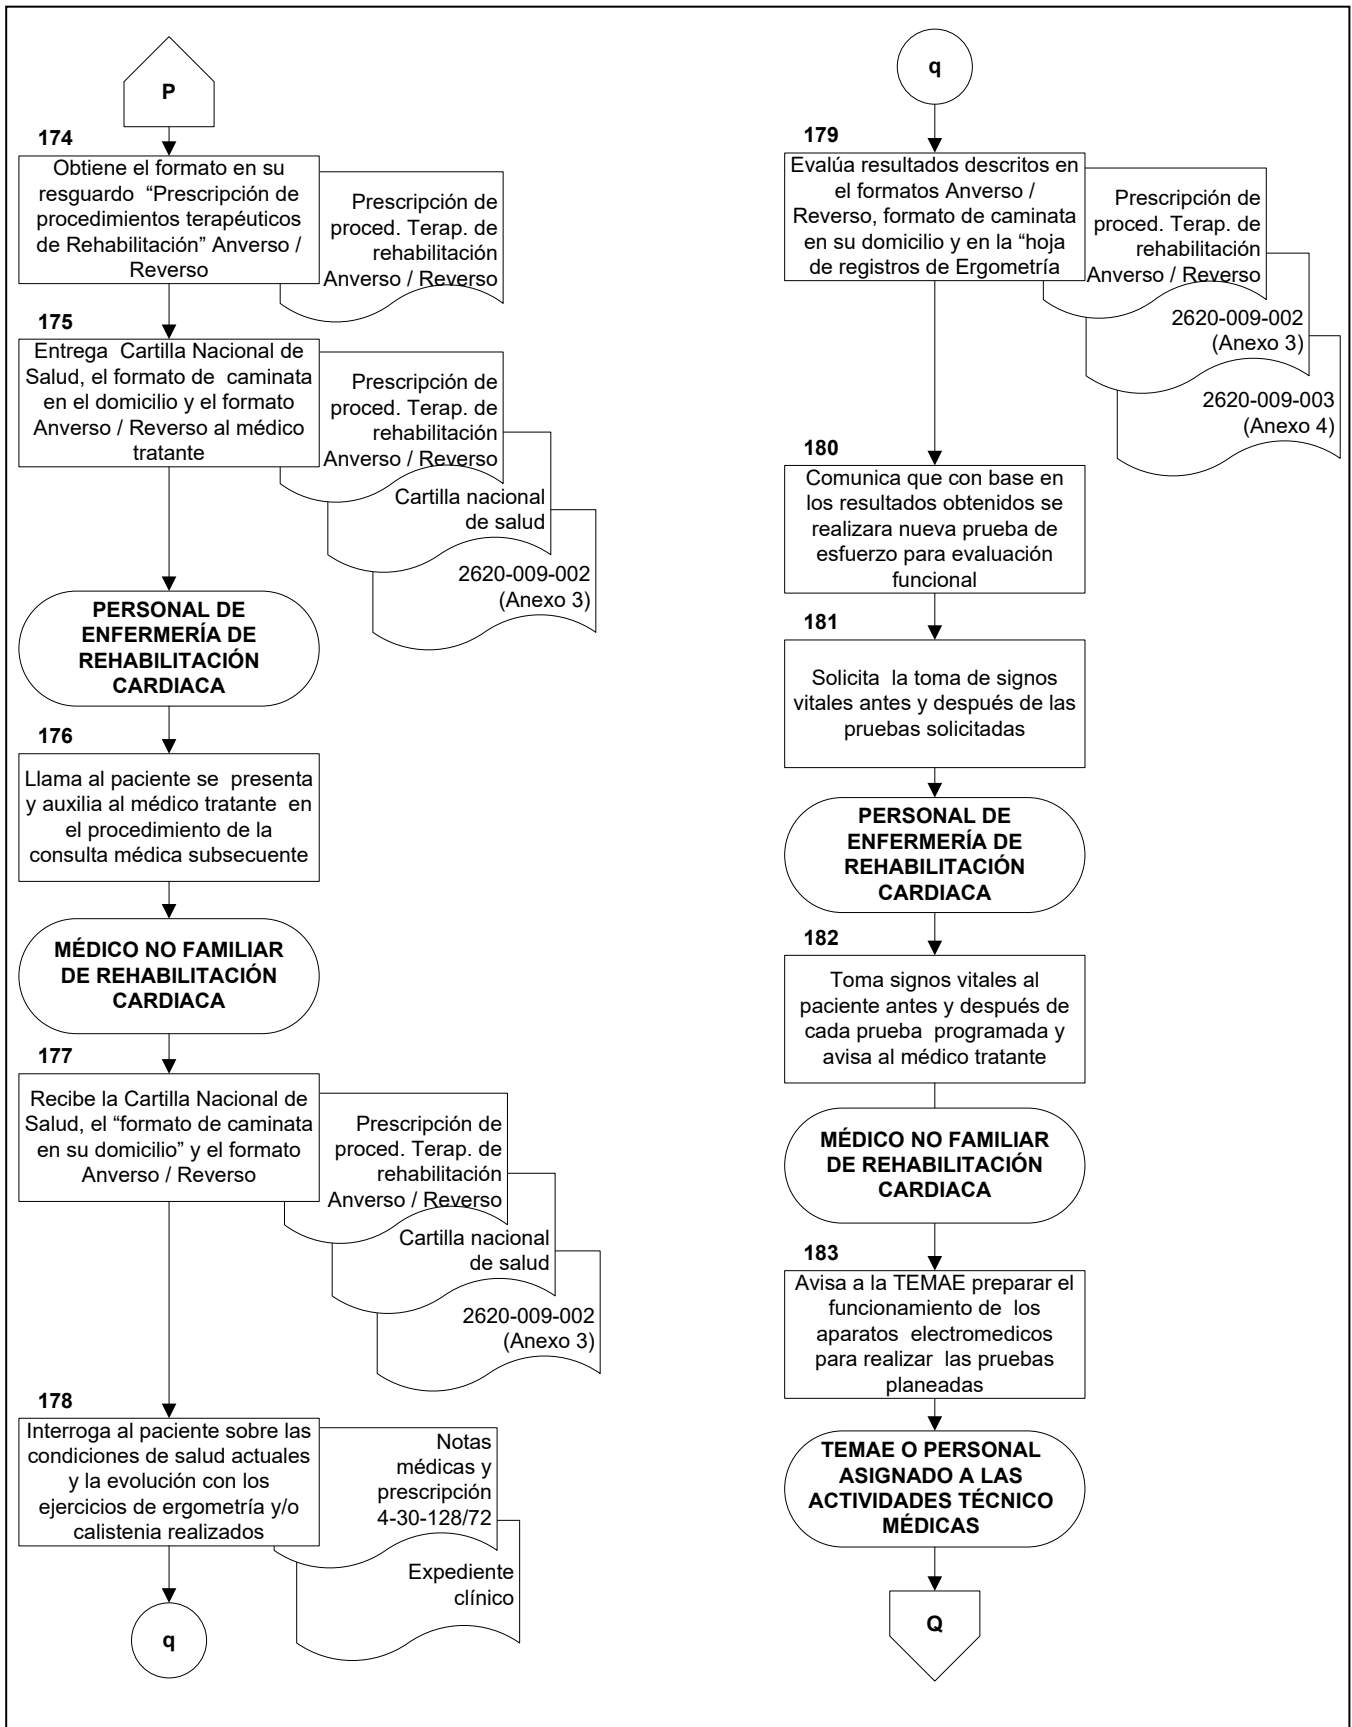 P
174
Obtiene el formato en su
resguardo “Prescripción de
procedimientos terapéuticos
de Rehabilitación” Anverso /
Reverso
Prescripción de
proced. Terap. de
rehabilitación
Anverso / Reverso
175
Entrega Cartilla Nacional de
Salud, el formato de caminata
en el domicilio y el formato
Anverso / Reverso al médico
tratante
Prescripción de
proced. Terap. de
rehabilitación
Anverso / Reverso
Cartilla nacional
de salud
2620-009-002
(Anexo 3)
PERSONAL DE
ENFERMERÍA DE
REHABILITACIÓN
CARDIACA
176
Llama al paciente se presenta
y auxilia al médico tratante en
el procedimiento de la
consulta médica subsecuente
MÉDICO NO FAMILIAR
DE REHABILITACIÓN
CARDIACA
177
Recibe la Cartilla Nacional de
Salud, el “formato de caminata
en su domicilio” y el formato
Anverso / Reverso
Prescripción de
proced. Terap. de
rehabilitación
Anverso / Reverso
Cartilla nacional
de salud
2620-009-002
(Anexo 3)
178
Interroga al paciente sobre las
condiciones de salud actuales
y la evolución con los
ejercicios de ergometría y/o
calistenia realizados
Notas
médicas y
prescripción
4-30-128/72
Expediente
clínico
q
q
179
Evalúa resultados descritos en
el formatos Anverso /
Reverso, formato de caminata
en su domicilio y en la “hoja
de registros de Ergometría
Prescripción de
proced. Terap. de
rehabilitación
Anverso / Reverso
2620-009-002
(Anexo 3)
2620-009-003
(Anexo 4)
180
Comunica que con base en
los resultados obtenidos se
realizara nueva prueba de
esfuerzo para evaluación
funcional
181
Solicita la toma de signos
vitales antes y después de las
pruebas solicitadas
PERSONAL DE
ENFERMERÍA DE
REHABILITACIÓN
CARDIACA
182
Toma signos vitales al
paciente antes y después de
cada prueba programada y
avisa al médico tratante
MÉDICO NO FAMILIAR
DE REHABILITACIÓN
CARDIACA
183
Avisa a la TEMAE preparar el
funcionamiento de los
aparatos electromedicos
para realizar las pruebas
planeadas
TEMAE O PERSONAL
ASIGNADO A LAS
ACTIVIDADES TÉCNICO
MÉDICAS
Q